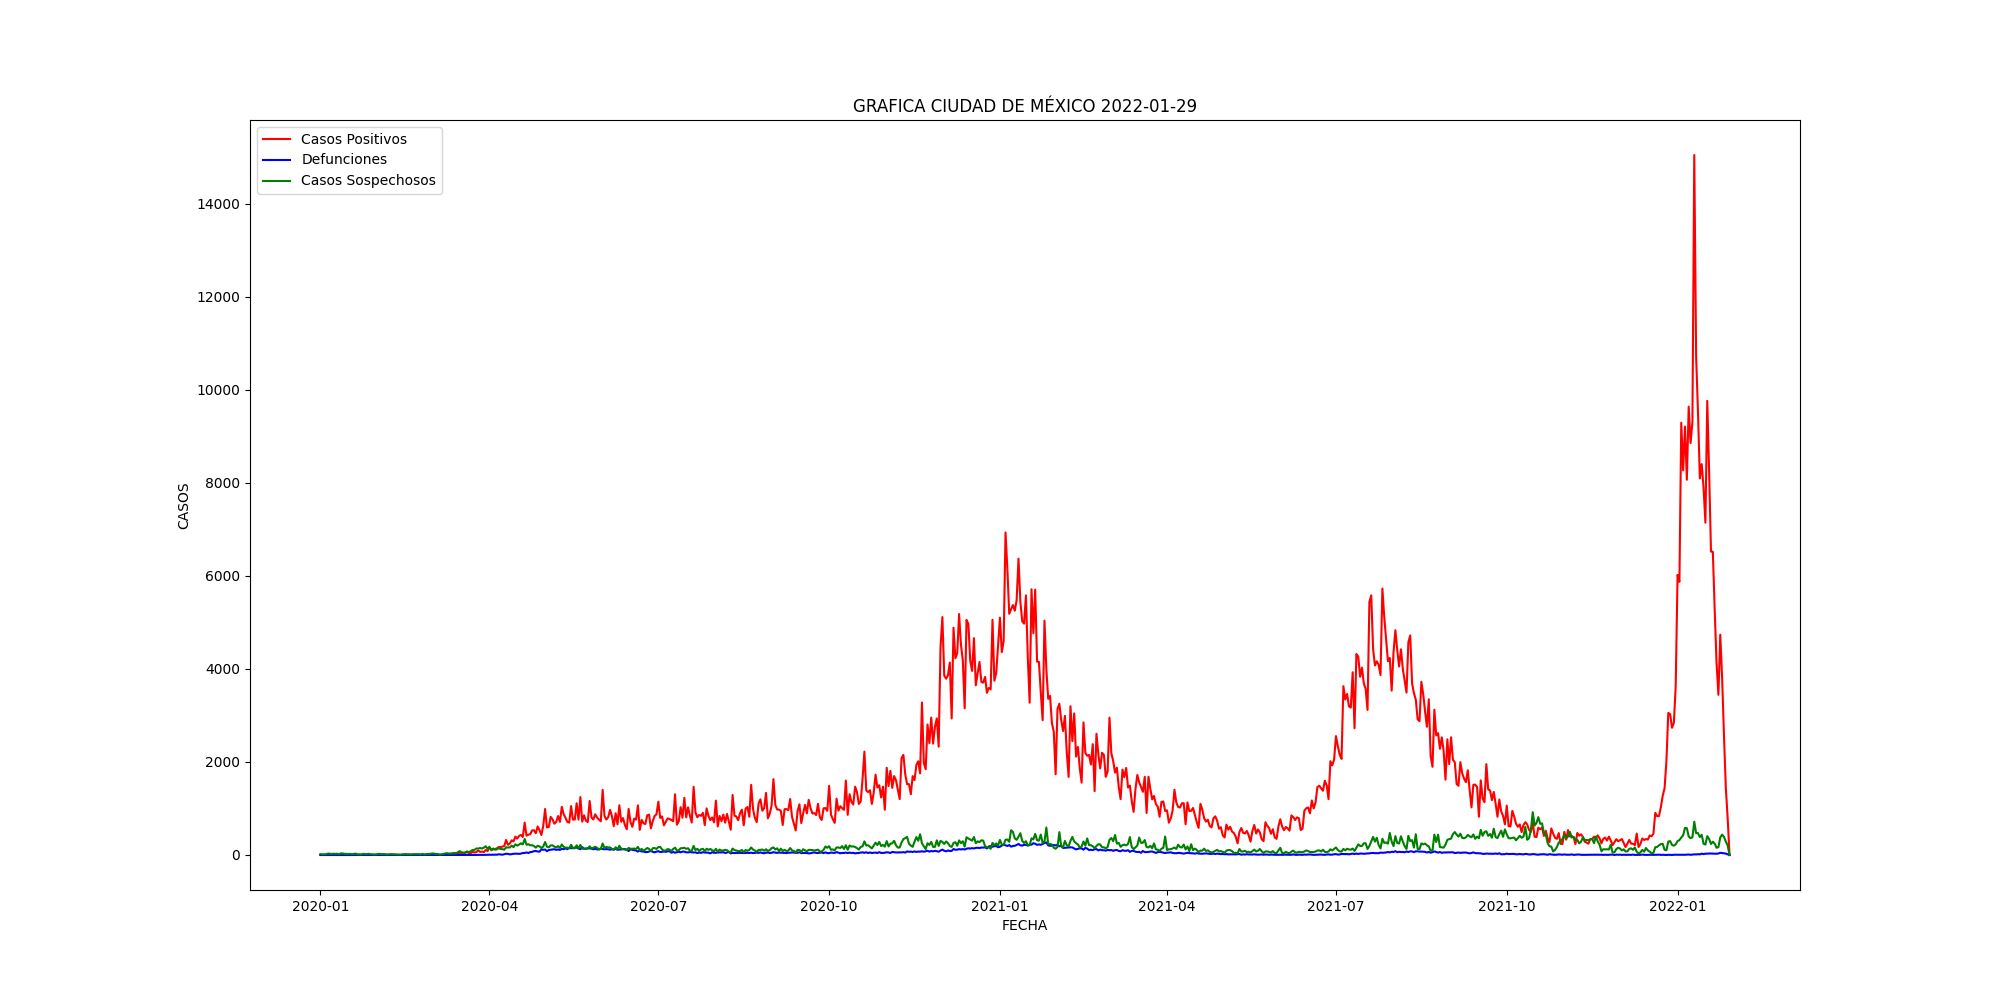 GRAFICA CIUDAD DE MÉXICO 2022-01-29
Casos Positivos
Defunciones
Casos Sospechosos
14000
12000
10000
8000
6000
4000
2000
0
CASOS
2020-01
2020-04
2020-07
2020-10
2021-01
2021-04
2021-07
2021-10
2022-01
FECHA